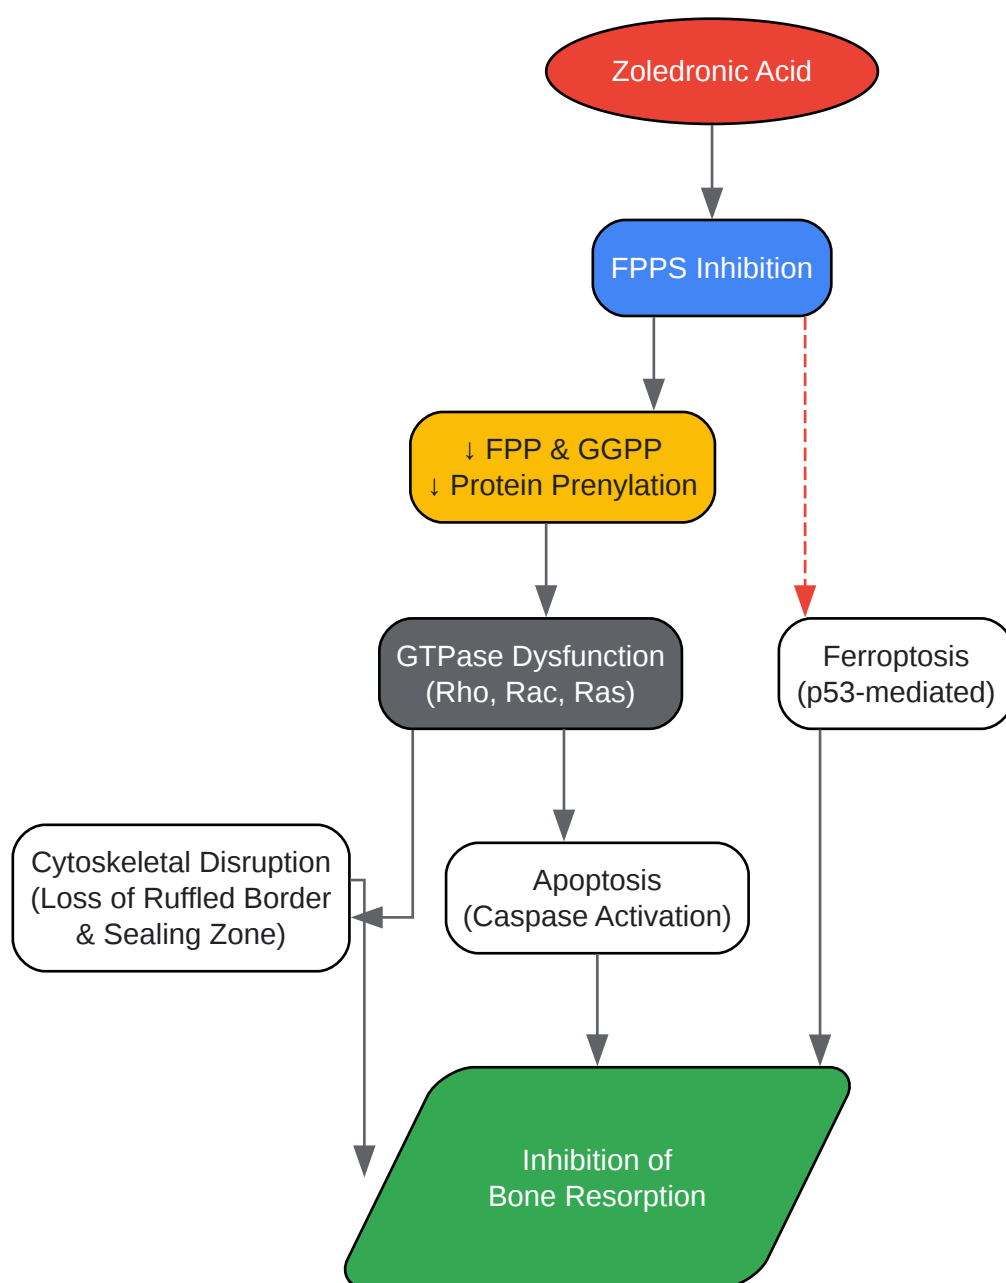 Zoledronic Acid
FPPS Inhibition
↓ FPP & GGPP
↓ Protein Prenylation
GTPase Dysfunction
(Rho, Rac, Ras)
Ferroptosis
(p53-mediated)
Cytoskeletal Disruption
(Loss of Ruffled Border
& Sealing Zone)
Apoptosis
(Caspase Activation)
Inhibition of
Bone Resorption